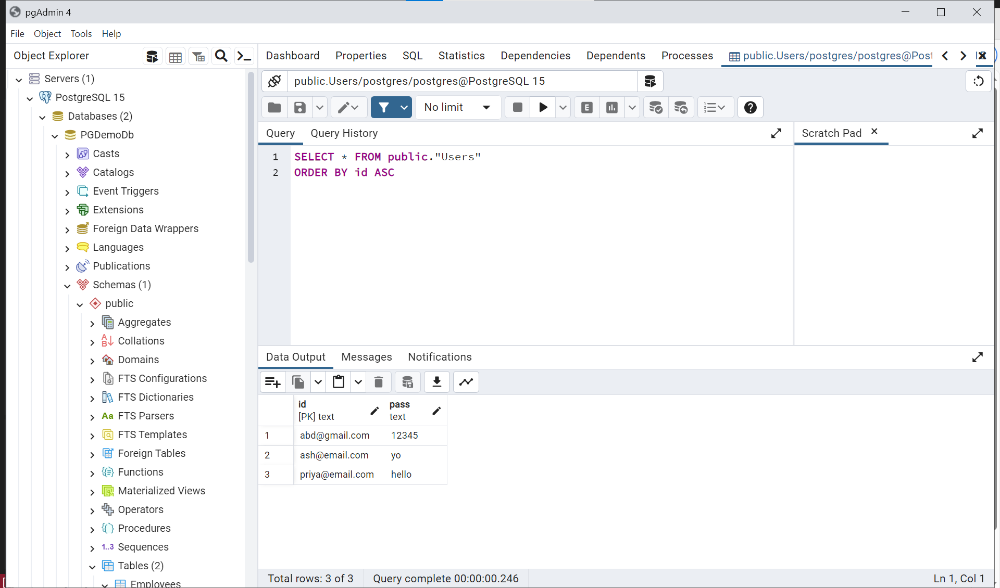 pgAdmin 4
File Object Tools Help
Object Explorer
Dashboard Properties SQL Statistics Dependencies Dependents Processes public.Users/postgres/postgres@Post
Servers (1)
PostgreSQL 15
Databases (2)
PGDemoDb
Casts
Catalogs
Event Triggers
Extensions
Foreign Data Wrappers
Languages
Publications
Schemas (1)
public
Aggregates
Collations
Domains
FTS Configurations
FTS Dictionaries
Aa FTS Parsers
FTS Templates
Foreign Tables
Functions
Materialized Views
Operators
Procedures
1..3 Sequences
Tables (2)
Employees
public.Users/postgres/postgres@PostgreSQL 15
No limit
E
Query Query History
Scratch Pad
1 SELECT * FROM public."Users"
2 ORDER BY id ASC
Data Output Messages Notifications
id pass
[PK] text text
1 abd@gmail.com 12345
2 ash@email.com yo
3 priya@email.com hello
Total rows: 3 of 3 Query complete 00:00:00.246 Ln 1, Col 1